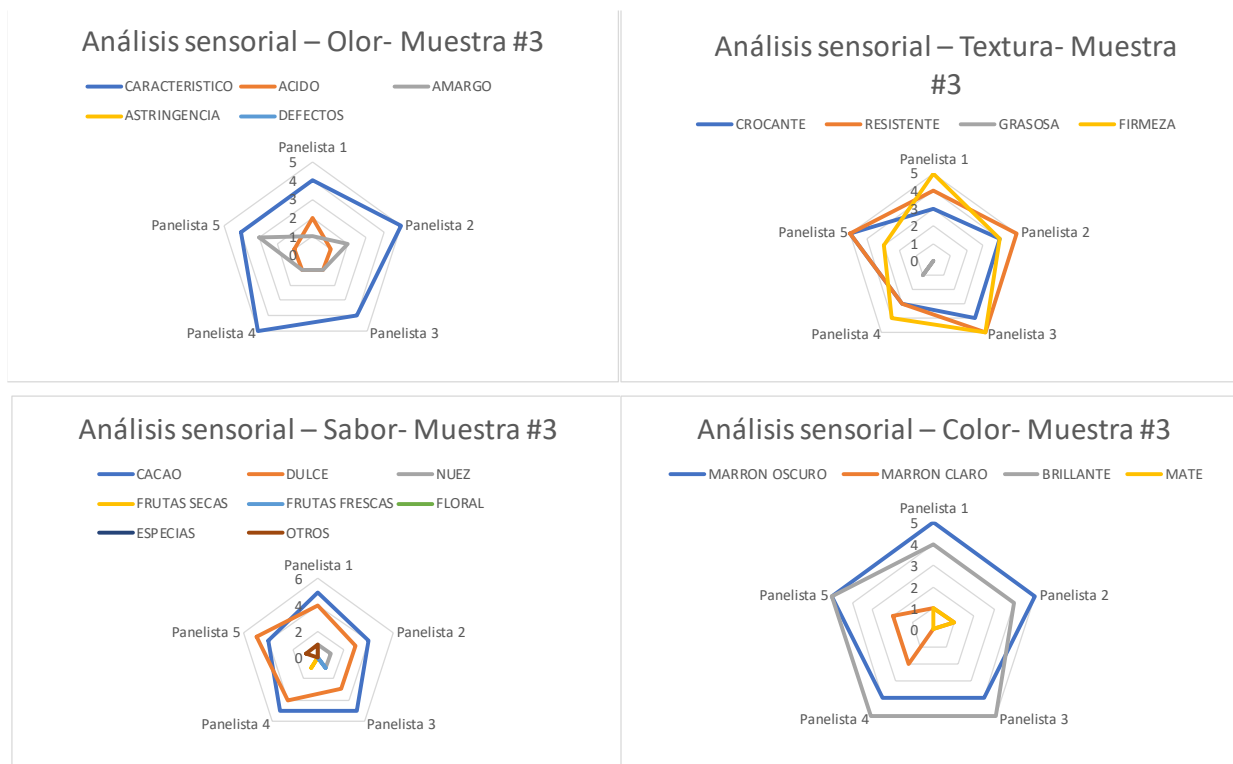 Análisis sensorial – Olor- Muestra #3
CARACTERISTICO ACIDO AMARGO
ASTRINGENCIA DEFECTOS
Panelista 1
5
4
3
2
1
0
Panelista 2
Panelista 3
Panelista 4
Panelista 5
Análisis sensorial – Textura- Muestra
#3
CROCANTE RESISTENTE GRASOSA FIRMEZA
Panelista 1
5
4
3
2
1
0
Panelista 2
Panelista 3
Panelista 4
Panelista 5
Análisis sensorial – Sabor- Muestra #3
CACAO DULCE NUEZ
FRUTAS SECAS FRUTAS FRESCAS FLORAL
ESPECIAS OTROS
Panelista 1
6
4
2
0
Panelista 2
Panelista 3
Panelista 4
Panelista 5
Análisis sensorial – Color- Muestra #3
MARRON OSCURO MARRON CLARO BRILLANTE MATE
Panelista 1
5
4
3
2
1
0
Panelista 2
Panelista 3
Panelista 4
Panelista 5